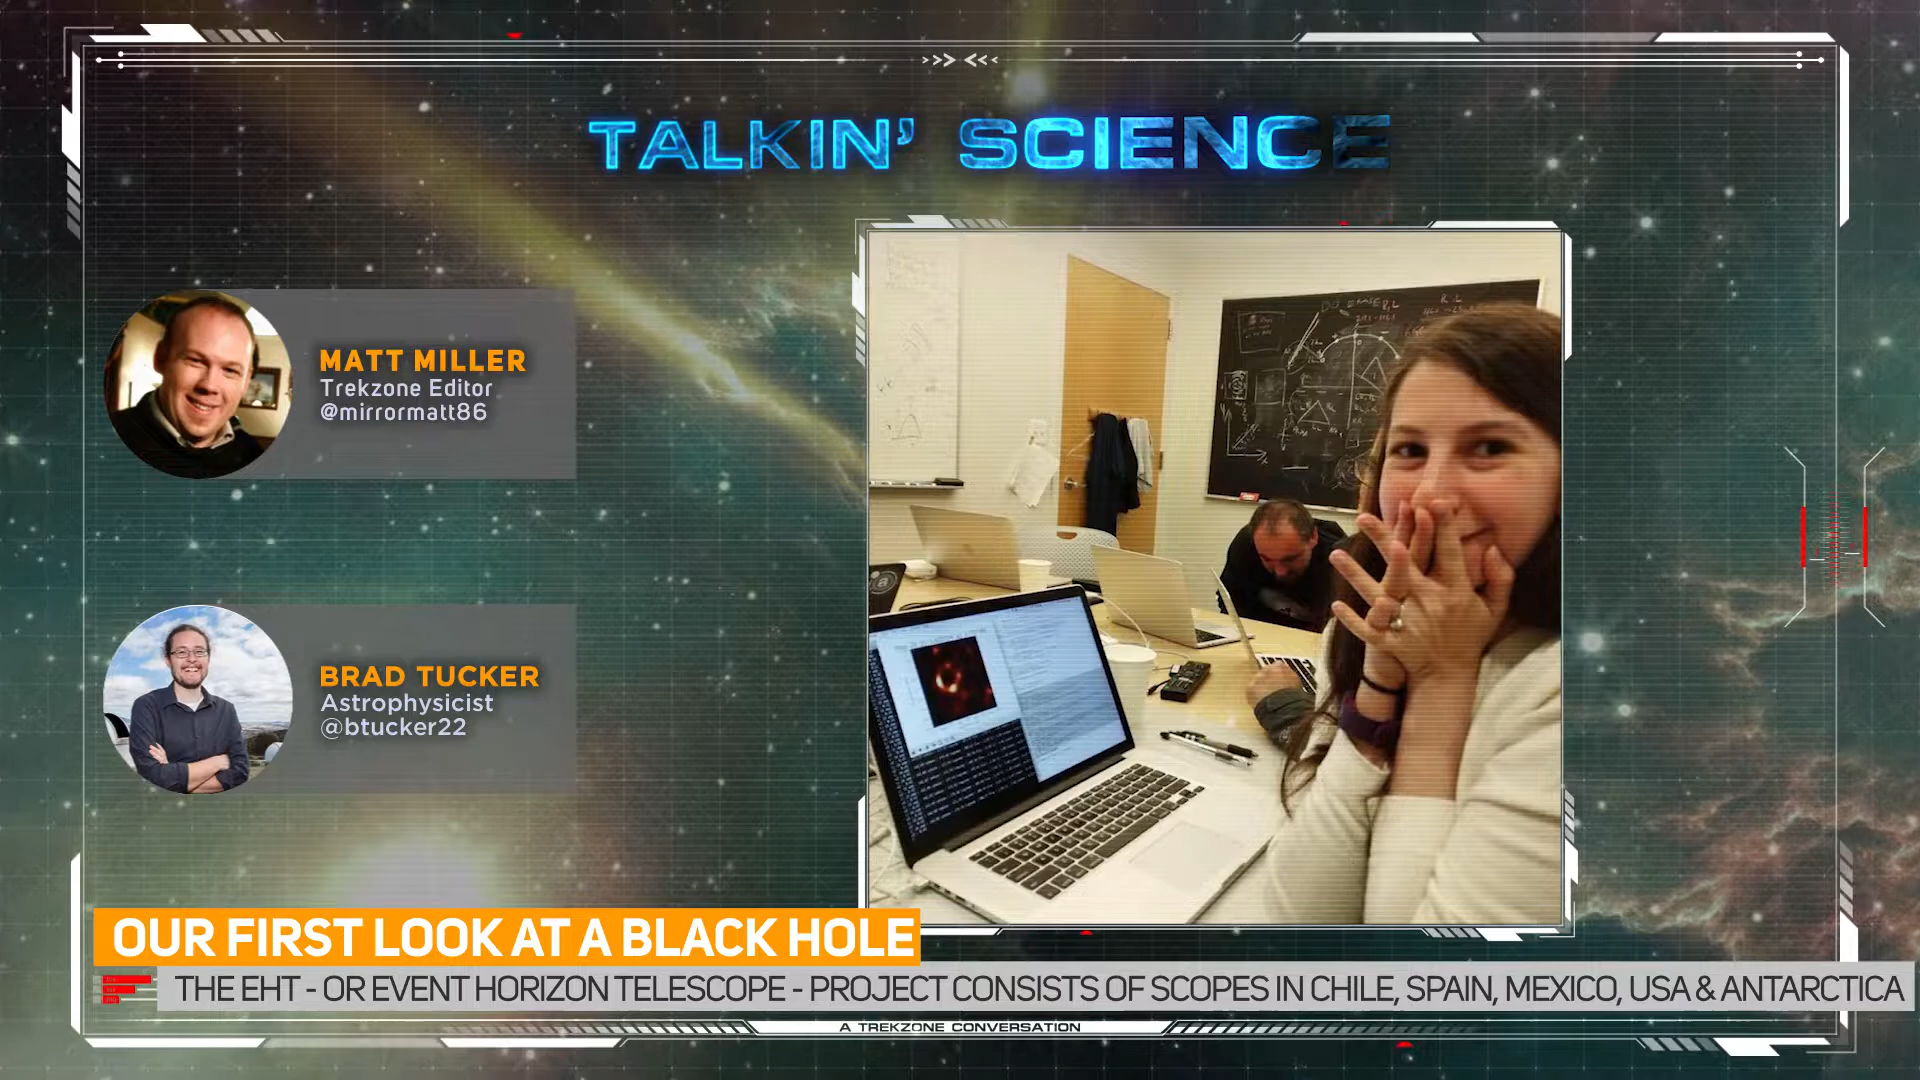 TALKIN' SCIENCE
MATT MILLER
Trekzone Editor
@mirrormatt86
BRAD TUCKER
Astrophysicist
@btucker22
OUR FIRST LOOK AT A BLACK HOLE
THE EHT - OR EVENT HORIZON TELESCOPE - PROJECT CONSISTS OF SCOPES IN CHILE, SPAIN, MEXICO, USA & ANTARCTICA
A TREKZONE CONVERSATION